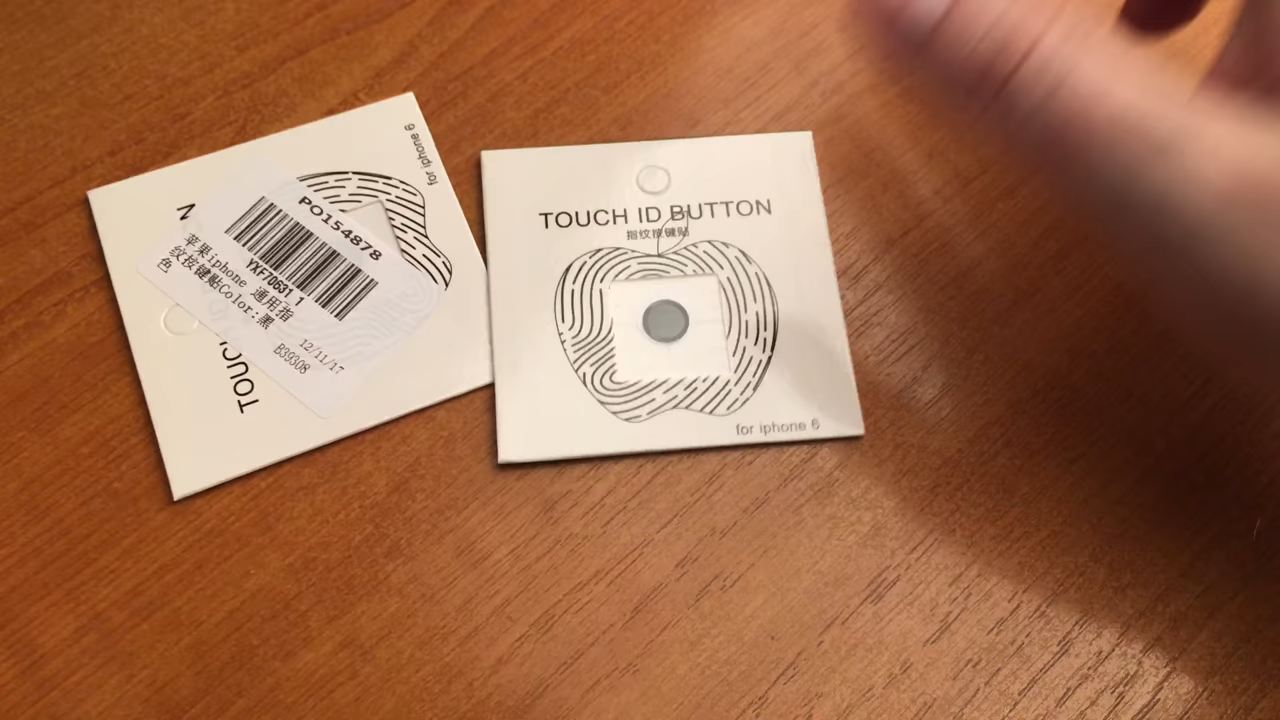 for iphone 6
N
PO154878
YXF70631 1
苹果iphone 通用指
纹按键贴Color:黑
色
12/11/17
B39308
TOUC
TOUCH ID BUTTON
指纹按键贴
for iphone 6